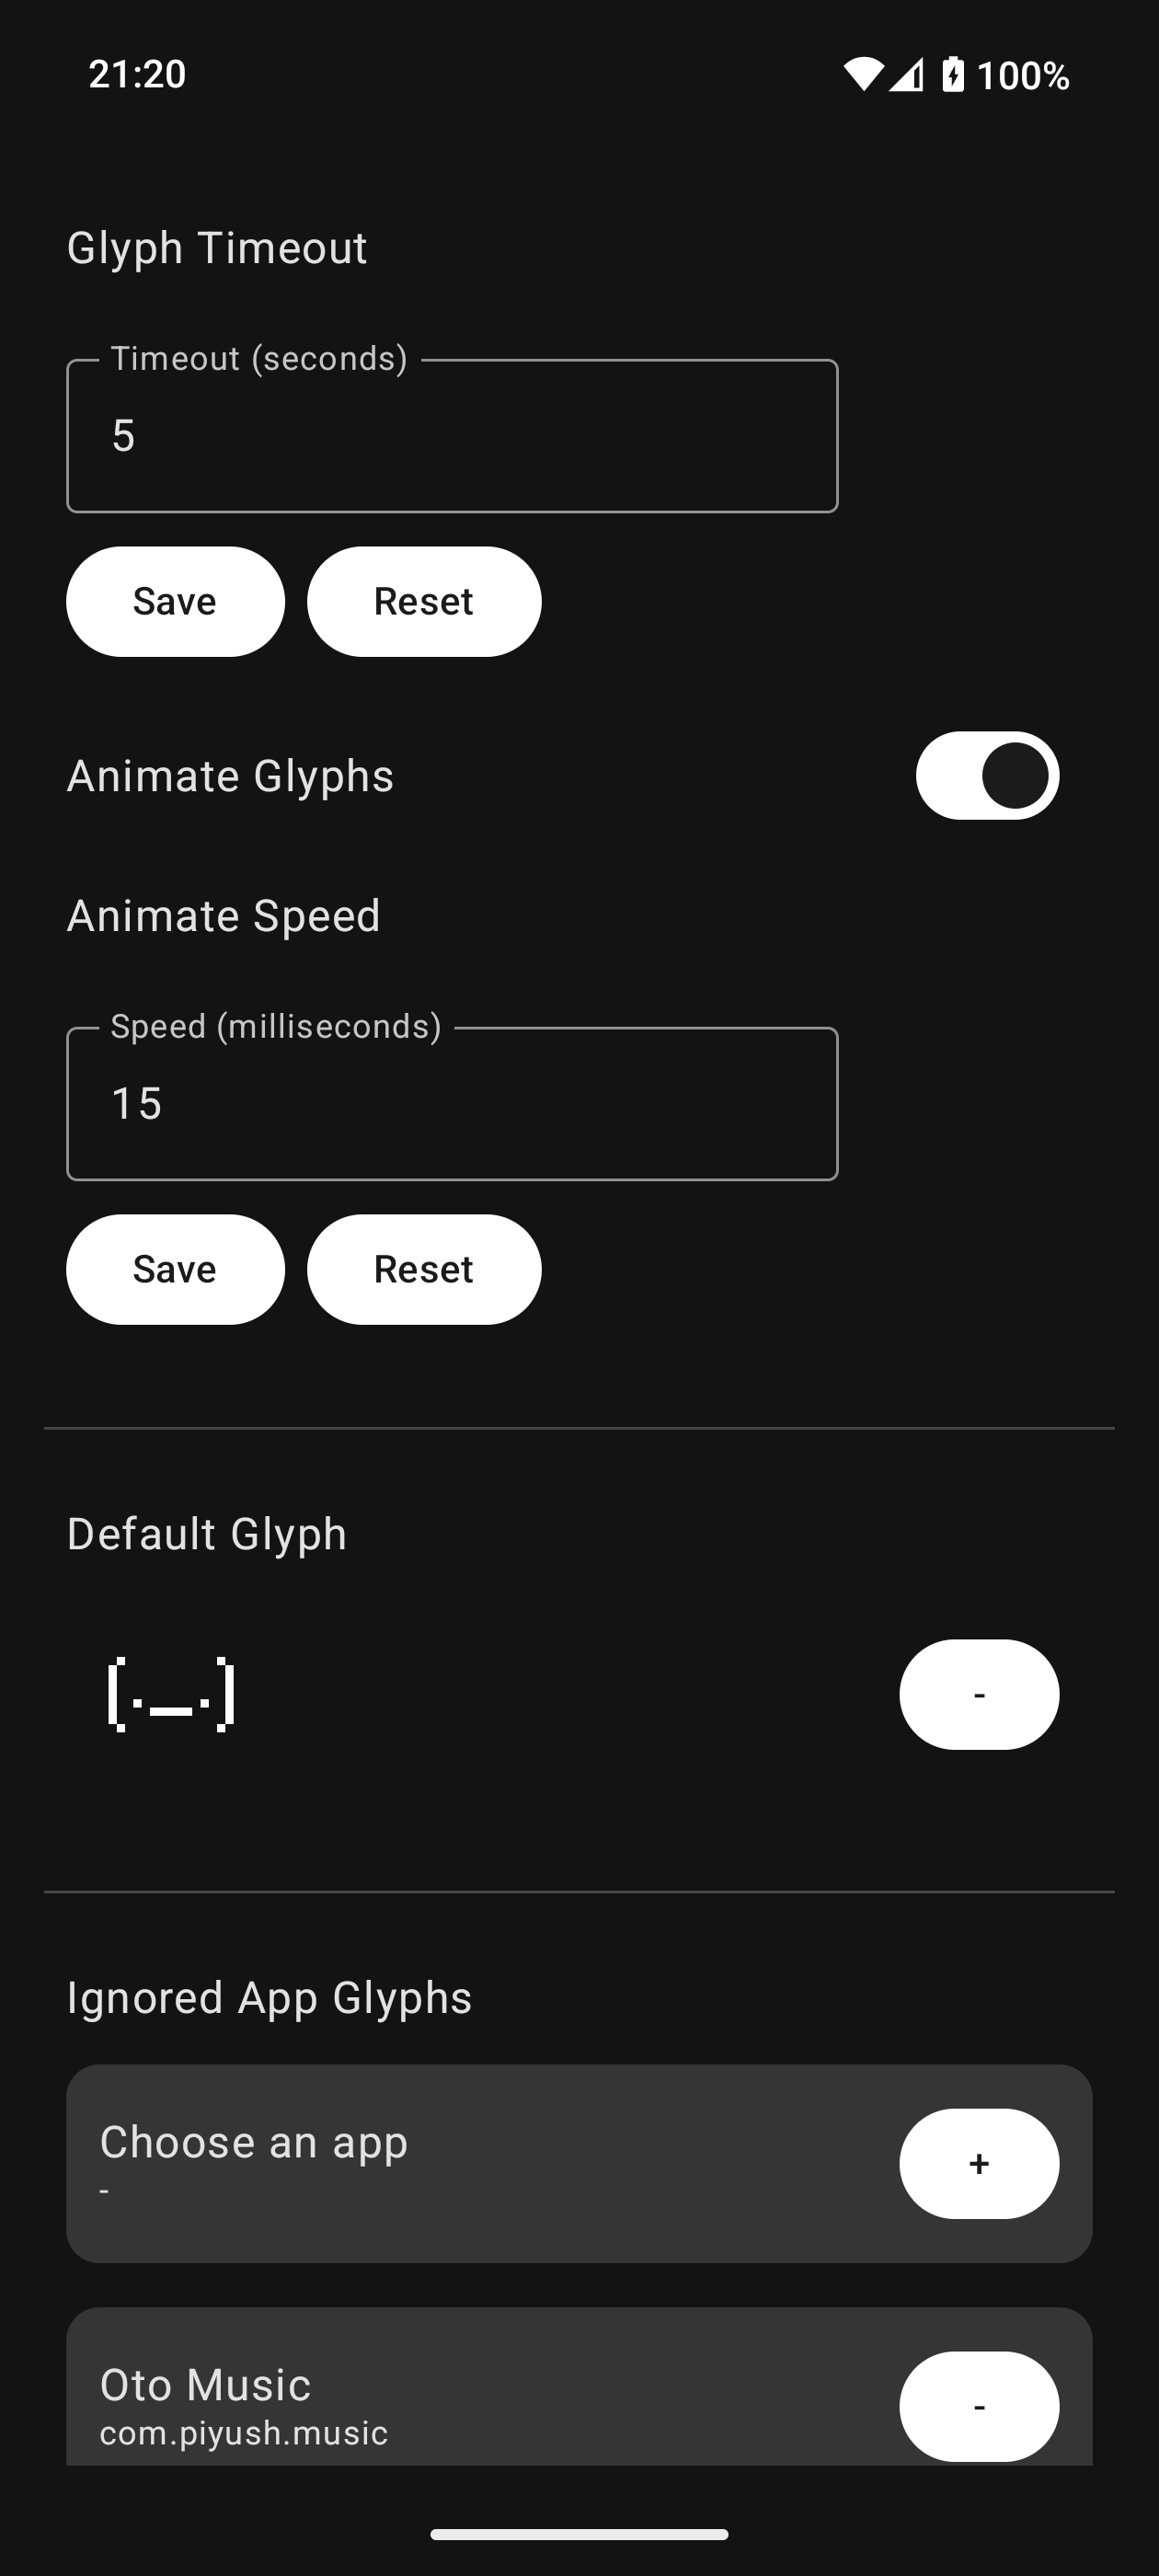 21:20 100%
Glyph Timeout
Timeout (seconds)
5
Save Reset
Animate Glyphs
Animate Speed
Speed (milliseconds)
15
Save Reset
Default Glyph
[._.] -
Ignored App Glyphs
Choose an app
-
+
Oto Music
com.piyush.music
-